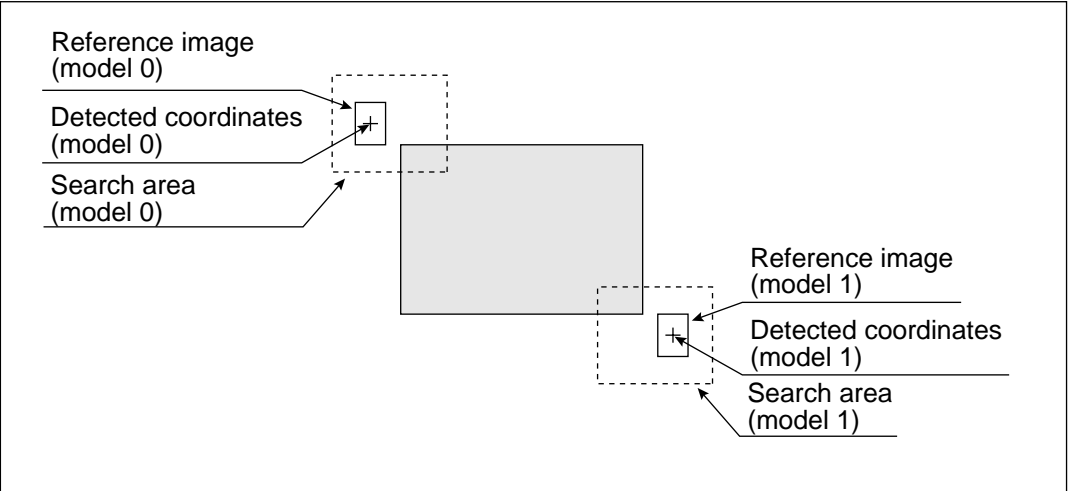 Reference image
(model 0)
Detected coordinates
(model 0)
Search area
(model 0)
Reference image
(model 1)
Detected coordinates
(model 1)
Search area
(model 1)